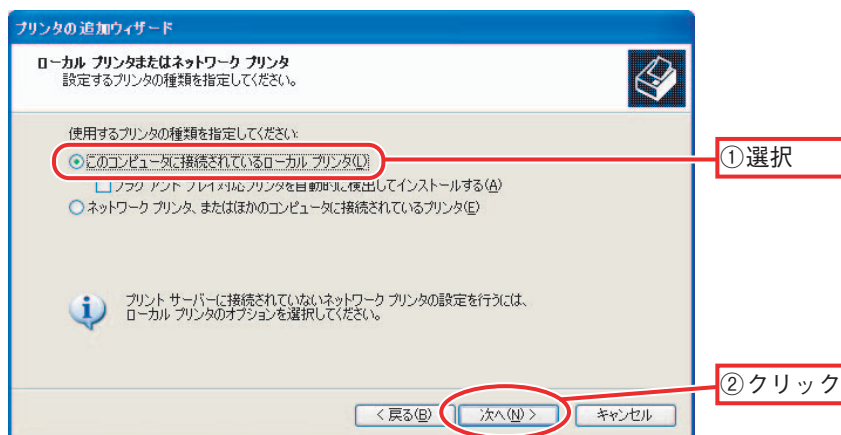 プリンタの追加ウィザード
ローカル プリンタまたはネットワーク プリンタ
設定するプリンタの種類を指定してください。
使用するプリンタの種類を指定してください:
このコンピュータに接続されているローカル プリンタ(L)
①選択
プラグ アンド プレイ対応プリンタを自動的に検出してインストールする(A)
ネットワーク プリンタ、またはほかのコンピュータに接続されているプリンタ(E)
プリント サーバーに接続されていないネットワーク プリンタの設定を行うには、
ローカル プリンタのオプションを選択してください。
②クリック
< 戻る(B) 次へ(N) > キャンセル